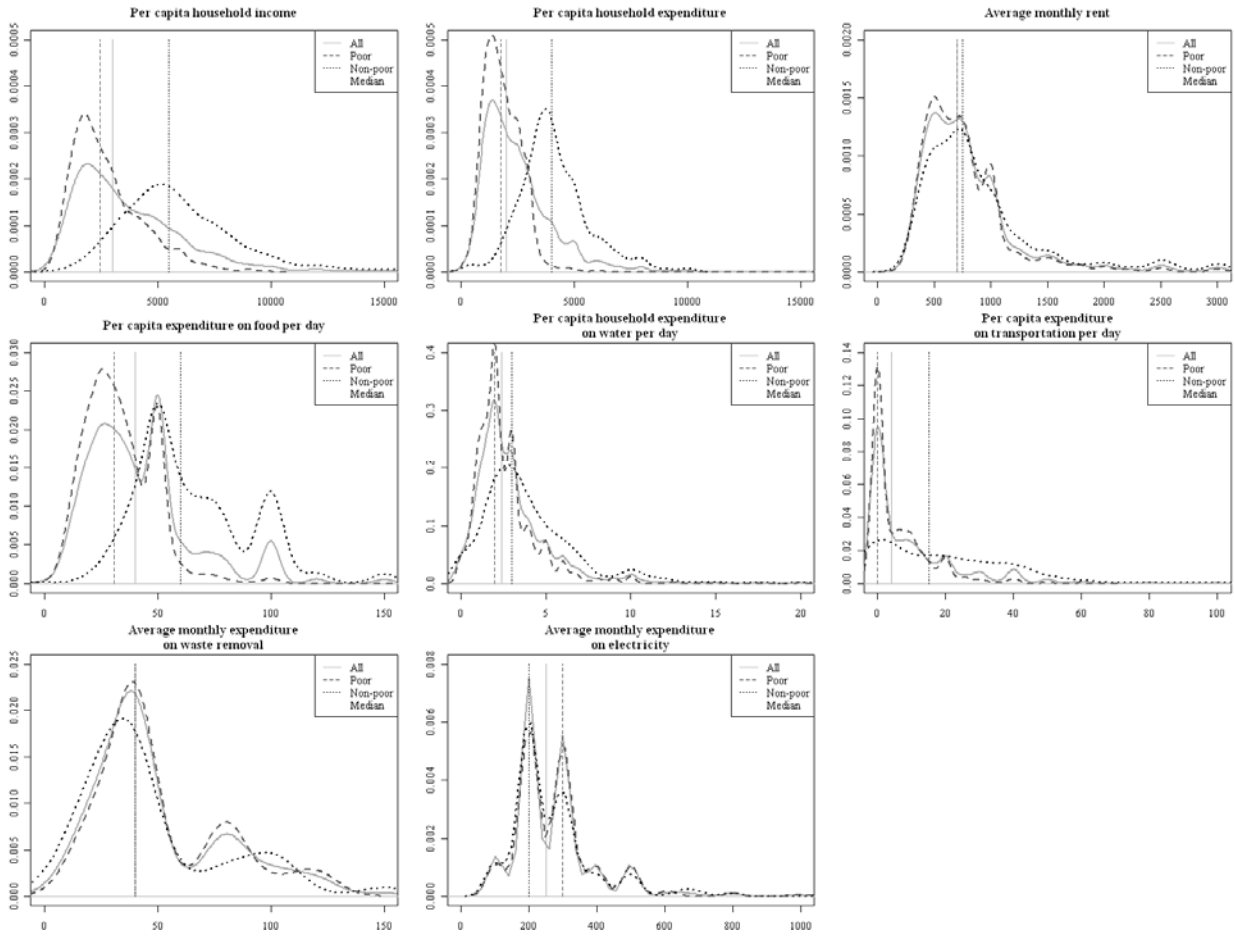 Per capita household income
0.0000 0.0001 0.0002 0.0003 0.0004 0.0005
0 5000 10000 15000
All
Poor
Non-poor
Median
Per capita household expenditure
0.0000 0.0001 0.0002 0.0003 0.0004 0.0005
0 5000 10000 15000
All
Poor
Non-poor
Median
Average monthly rent
0.0000 0.0005 0.0010 0.0015 0.0020
0 500 1000 1500 2000 2500 3000
All
Poor
Non-poor
Median
Per capita expenditure on food per day
0.000 0.005 0.010 0.015 0.020 0.025 0.030
0 50 100 150
All
Poor
Non-poor
Median
Per capita household expenditure
on water per day
0.0 0.1 0.2 0.3 0.4
0 5 10 15 20
All
Poor
Non-poor
Median
Per capita expenditure
on transportation per day
0.00 0.02 0.04 0.06 0.08 0.10 0.12 0.14
0 20 40 60 80 100
All
Poor
Non-poor
Median
Average monthly expenditure
on waste removal
0.000 0.005 0.010 0.015 0.020 0.025
0 50 100 150
All
Poor
Non-poor
Median
Average monthly expenditure
on electricity
0.000 0.002 0.004 0.006 0.008
0 200 400 600 800 1000
All
Poor
Non-poor
Median